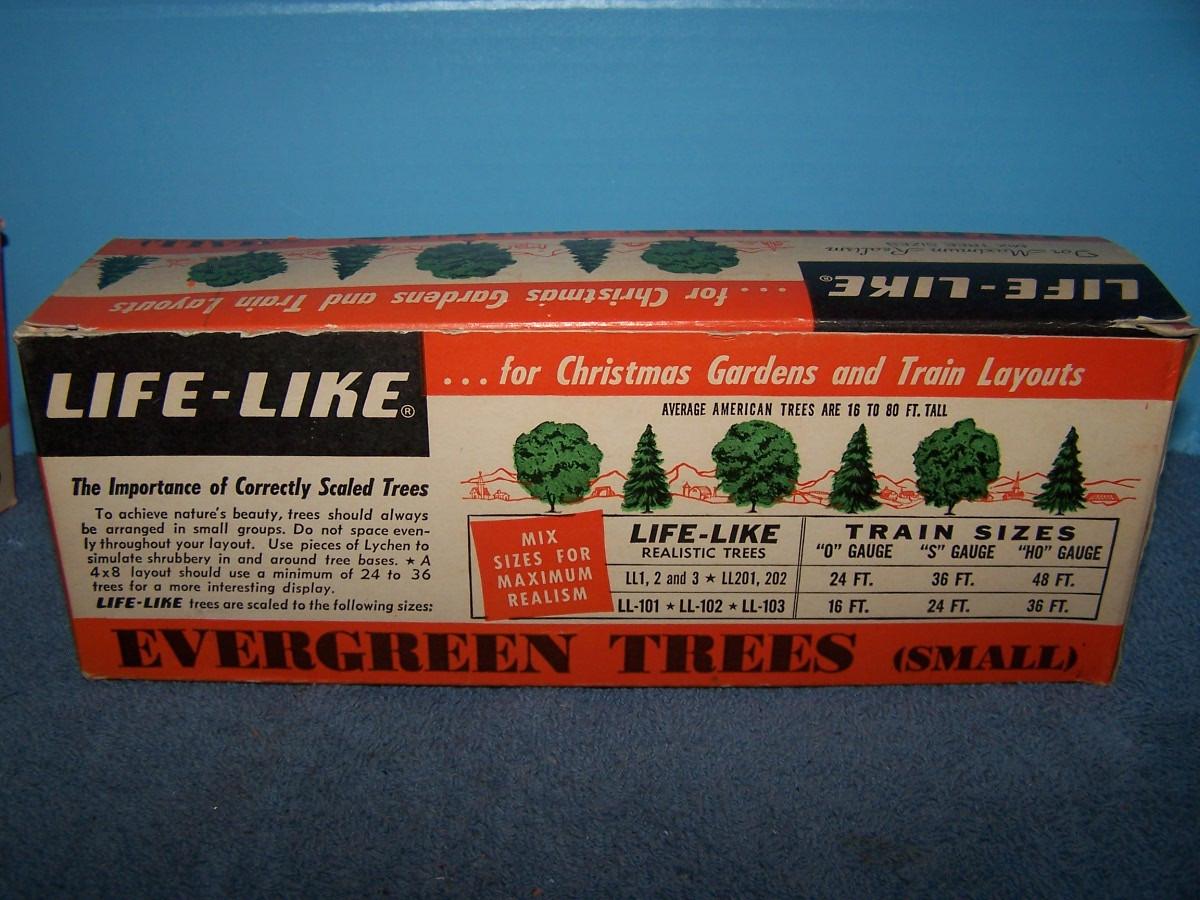 For Maximum Realism
MIX TREE SIZES
LIFE-LIKE®
... for Christmas Gardens and Train Layouts
LIFE-LIKE®
... for Christmas Gardens and Train Layouts
AVERAGE AMERICAN TREES ARE 16 TO 80 FT. TALL
The Importance of Correctly Scaled Trees
To achieve nature's beauty, trees should always
be arranged in small groups. Do not space even-
ly throughout your layout. Use pieces of Lychen to
simulate shrubbery in and around tree bases. ★ A
4x8 layout should use a minimum of 24 to 36
trees for a more interesting display.
LIFE-LIKE trees are scaled to the following sizes:
MIX
SIZES FOR
MAXIMUM
REALISM
LIFE-LIKE
REALISTIC TREES
TRAIN SIZES
"O" GAUGE "S" GAUGE "HO" GAUGE
LL1, 2 and 3 ★ LL201, 202 24 FT. 36 FT. 48 FT.
LL-101 ★ LL-102 ★ LL-103 16 FT. 24 FT. 36 FT.
EVERGREEN TREES (SMALL)